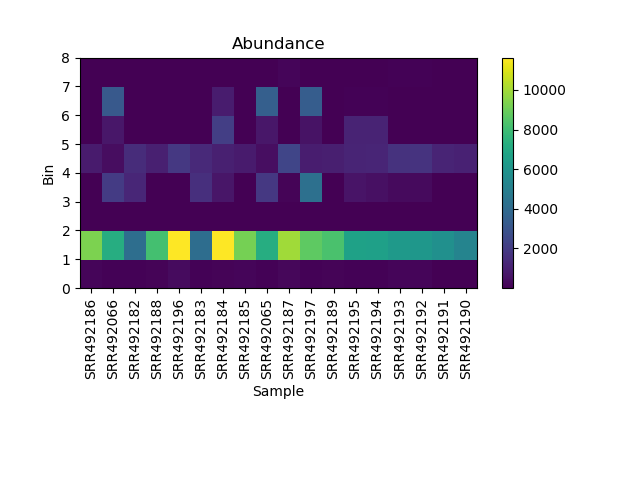 Abundance
8
7
6
5
4
3
2
1
0
Bin
10000
8000
6000
4000
2000
SRR492186
SRR492066
SRR492182
SRR492188
SRR492196
SRR492183
SRR492184
SRR492185
SRR492065
SRR492187
SRR492197
SRR492189
SRR492195
SRR492194
SRR492193
SRR492192
SRR492191
SRR492190
Sample